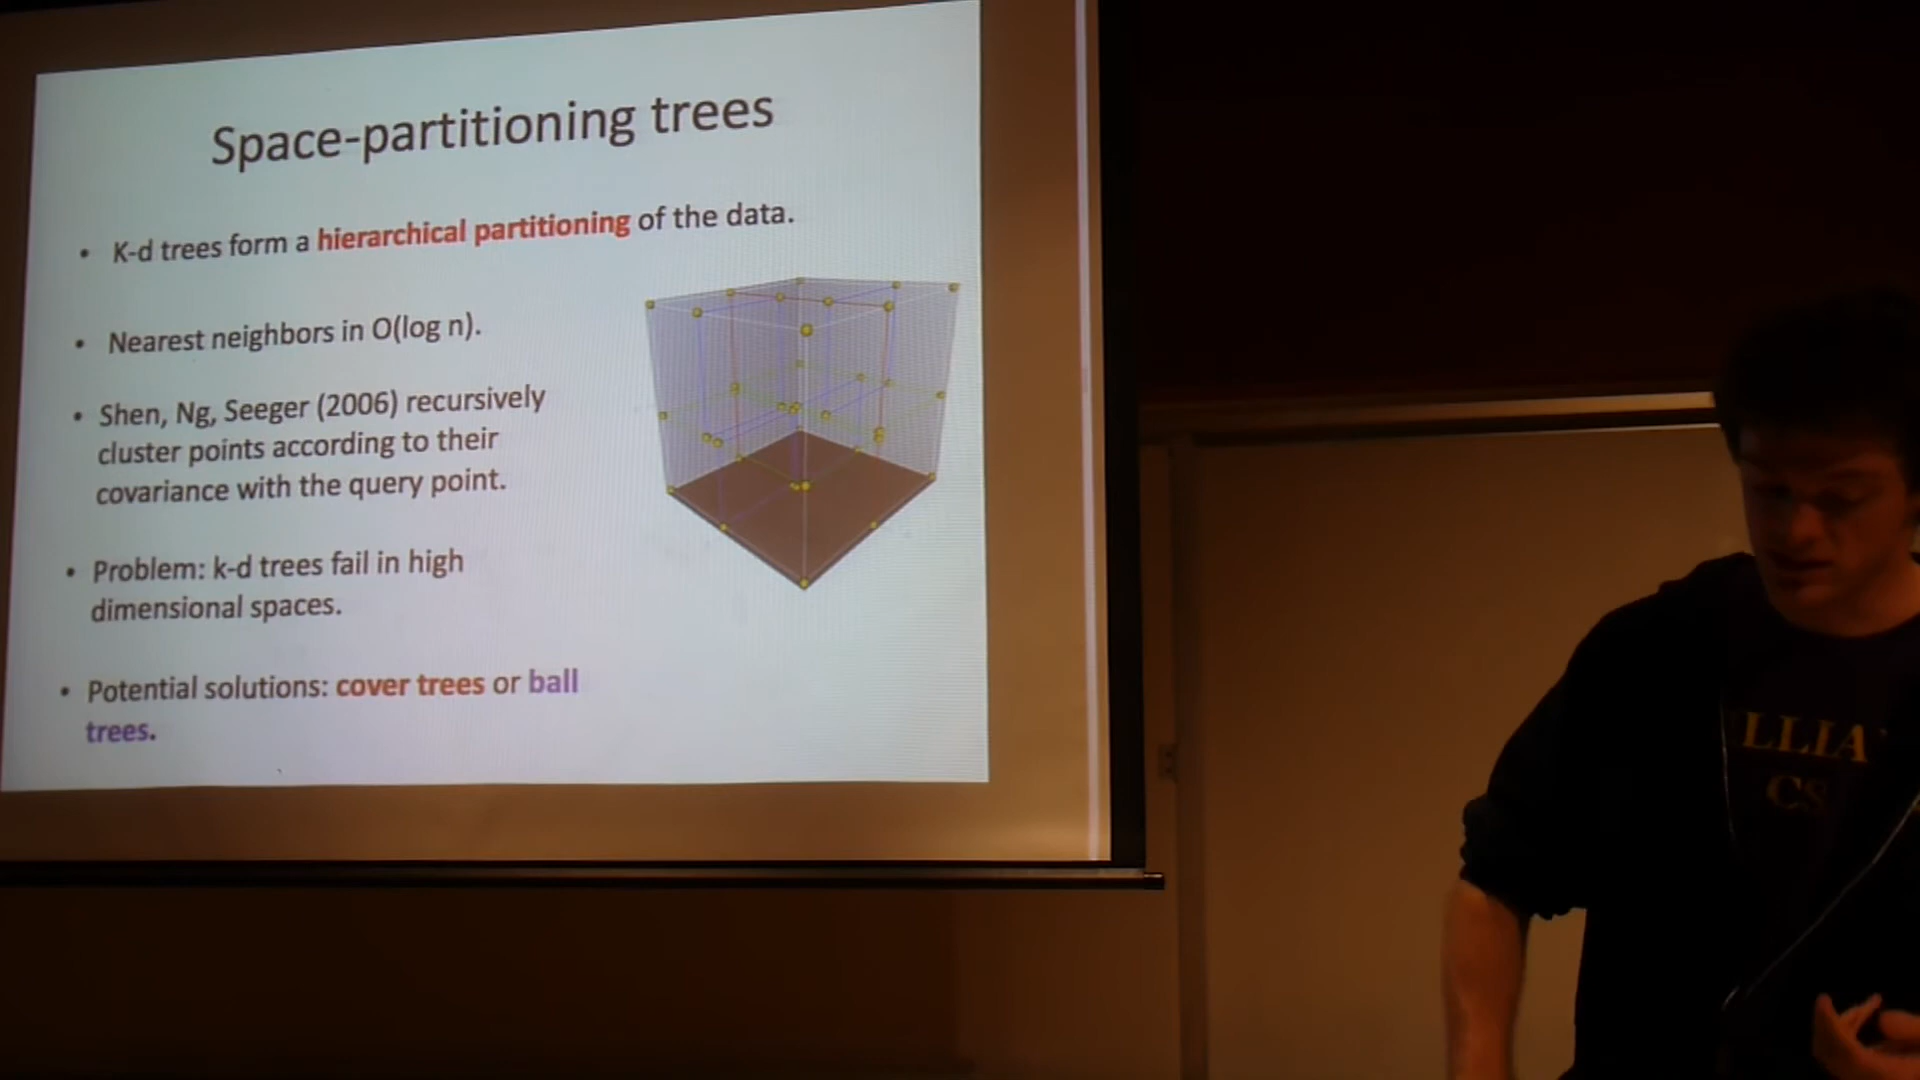 Space-partitioning trees
• K-d trees form a hierarchical partitioning of the data.
• Nearest neighbors in O(log n).
• Shen, Ng, Seeger (2006) recursively
cluster points according to their
covariance with the query point.
• Problem: k-d trees fail in high
dimensional spaces.
• Potential solutions: cover trees or ball
trees.
LLIA
CS